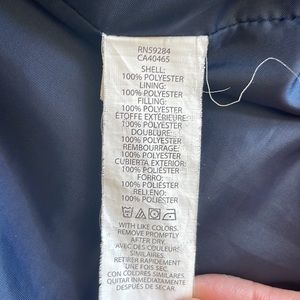 RN59284
CA40465
SHELL:
100% POLYESTER
LINING:
100% POLYESTER
FILLING:
100% POLYESTER
ÉTOFFE EXTÉRIEURE:
100% POLYESTER
DOUBLURE:
100% POLYESTER
REMBOURRAGE:
100% POLYESTER
CUBIERTA EXTERIOR:
100% POLIÉSTER
FORRO:
100% POLIÉSTER
RELLENO:
100% POLIÉSTER
WITH LIKE COLORS.
REMOVE PROMPTLY
AFTER DRY.
AVEC DES COULEURS
SIMILAIRES.
RETIRER RAPIDEMENT
UNE FOIS SEC.
CON COLORES SIMILARES.
QUITAR INMEDIATAMENTE
DESPUÉS DE SECAR.